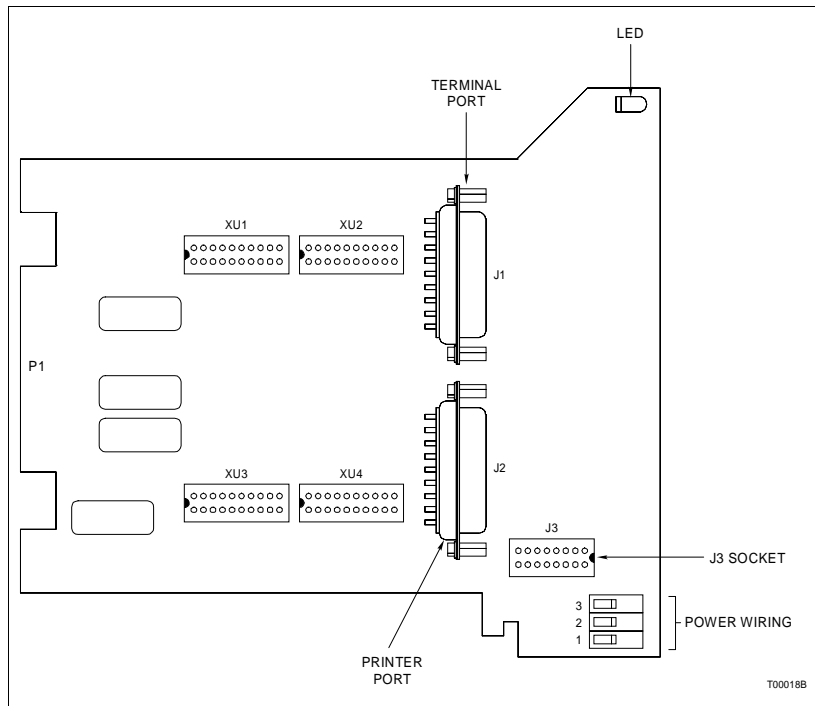 LED
TERMINAL
PORT
XU1
XU2
J1
P1
XU3
XU4
J2
J3
J3 SOCKET
3
2
1
POWER WIRING
PRINTER
PORT
T00018B